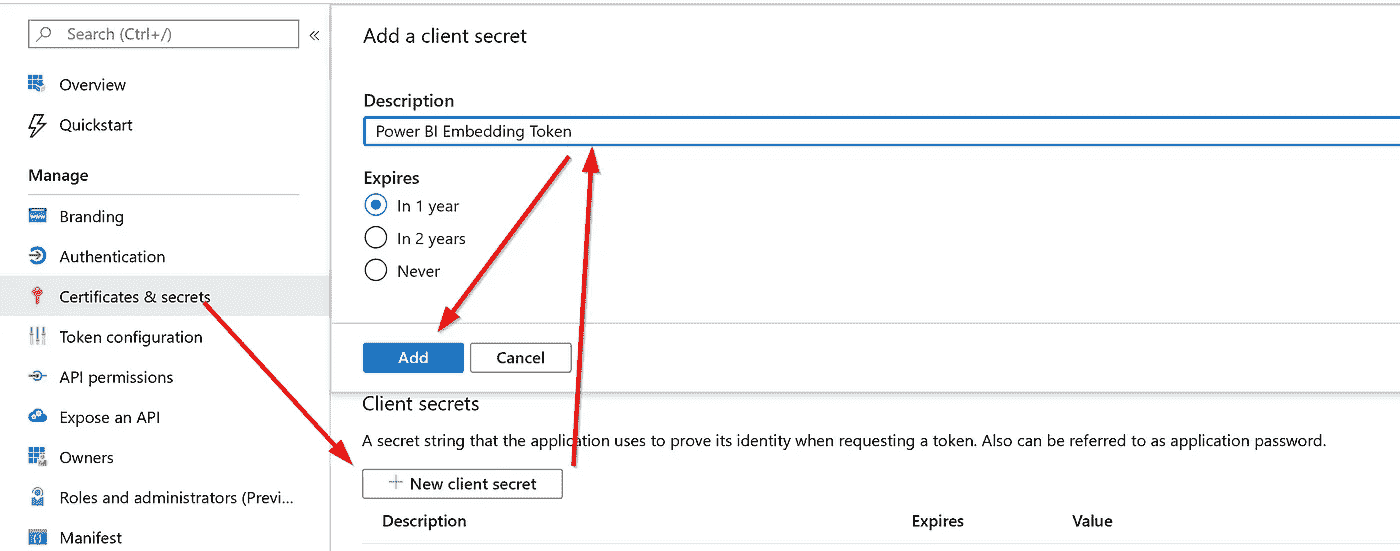 Search (Ctrl+/)
«
Overview
Quickstart
Manage
Branding
Authentication
Certificates & secrets
Token configuration
API permissions
Expose an API
Owners
Roles and administrators (Previ...
Manifest
Add a client secret
Description
Power BI Embedding Token
Expires
In 1 year
In 2 years
Never
Add Cancel
Client secrets
A secret string that the application uses to prove its identity when requesting a token. Also can be referred to as application password.
+ New client secret
Description Expires Value